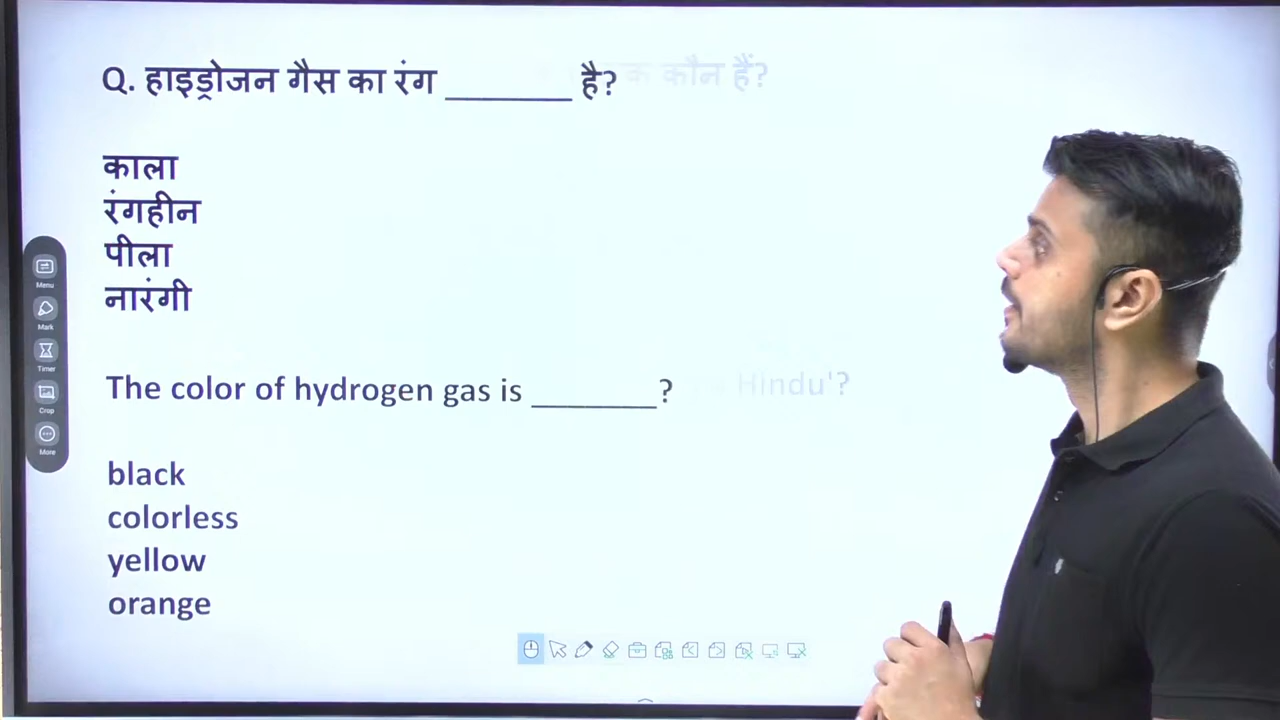 Q. हाइड्रोजन गैस का रंग ________ है? क कौन हैं?
काला
रंगहीन
पीला
नारंगी
The color of hydrogen gas is ________? Hindu'?
black
colorless
yellow
orange
Menu
Mark
Timer
Crop
More